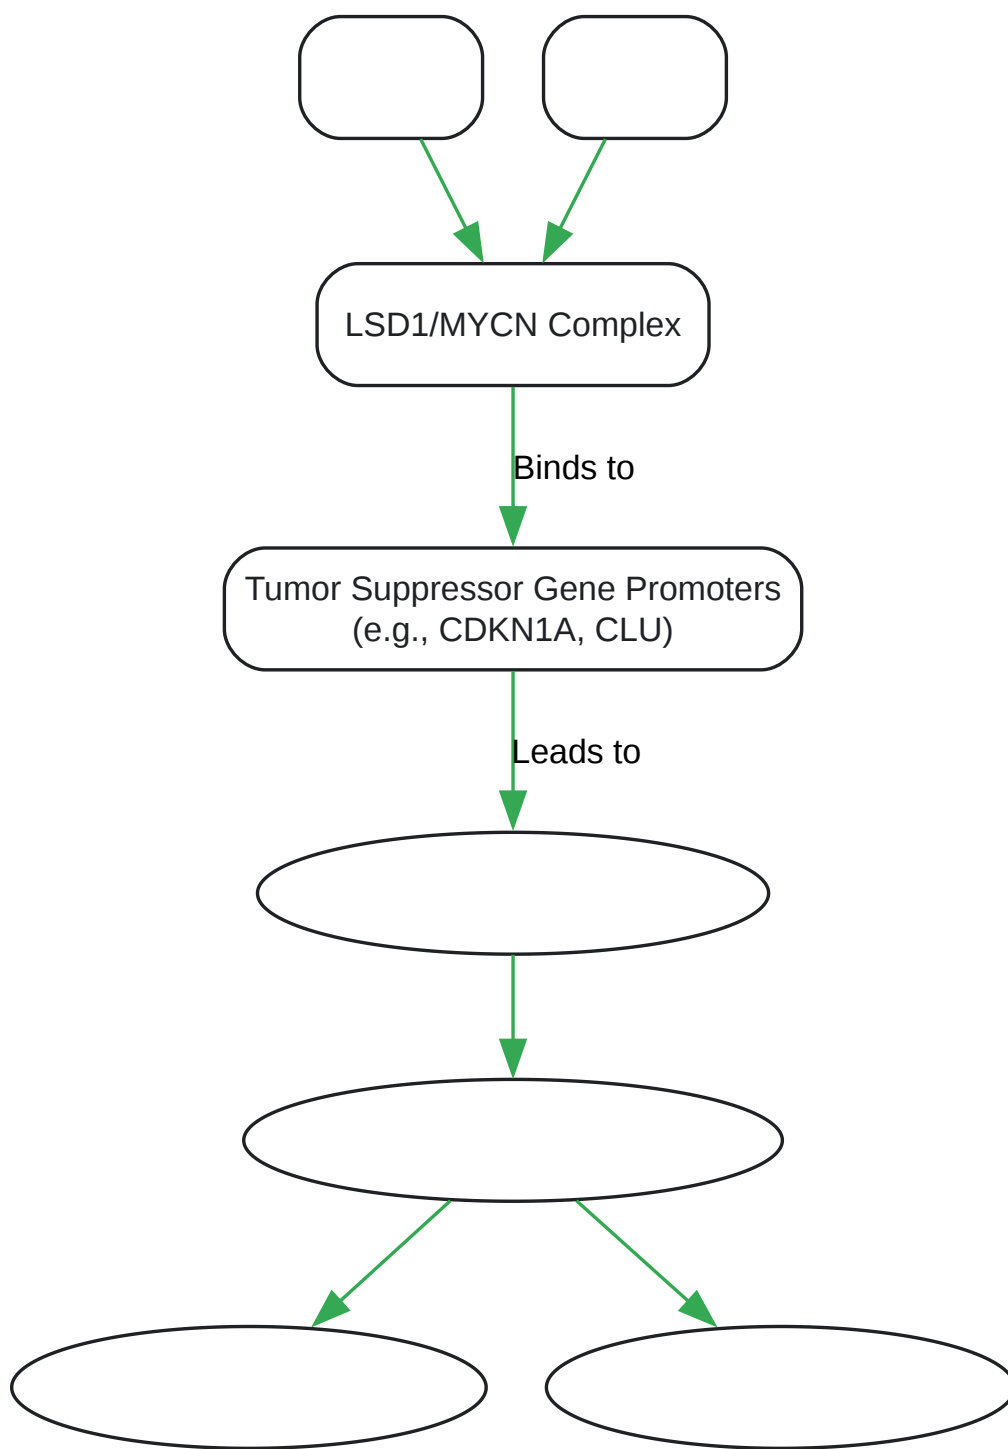 LSD1/MYCN Complex
Binds to
Tumor Suppressor Gene Promoters
(e.g., CDKN1A, CLU)
Leads to